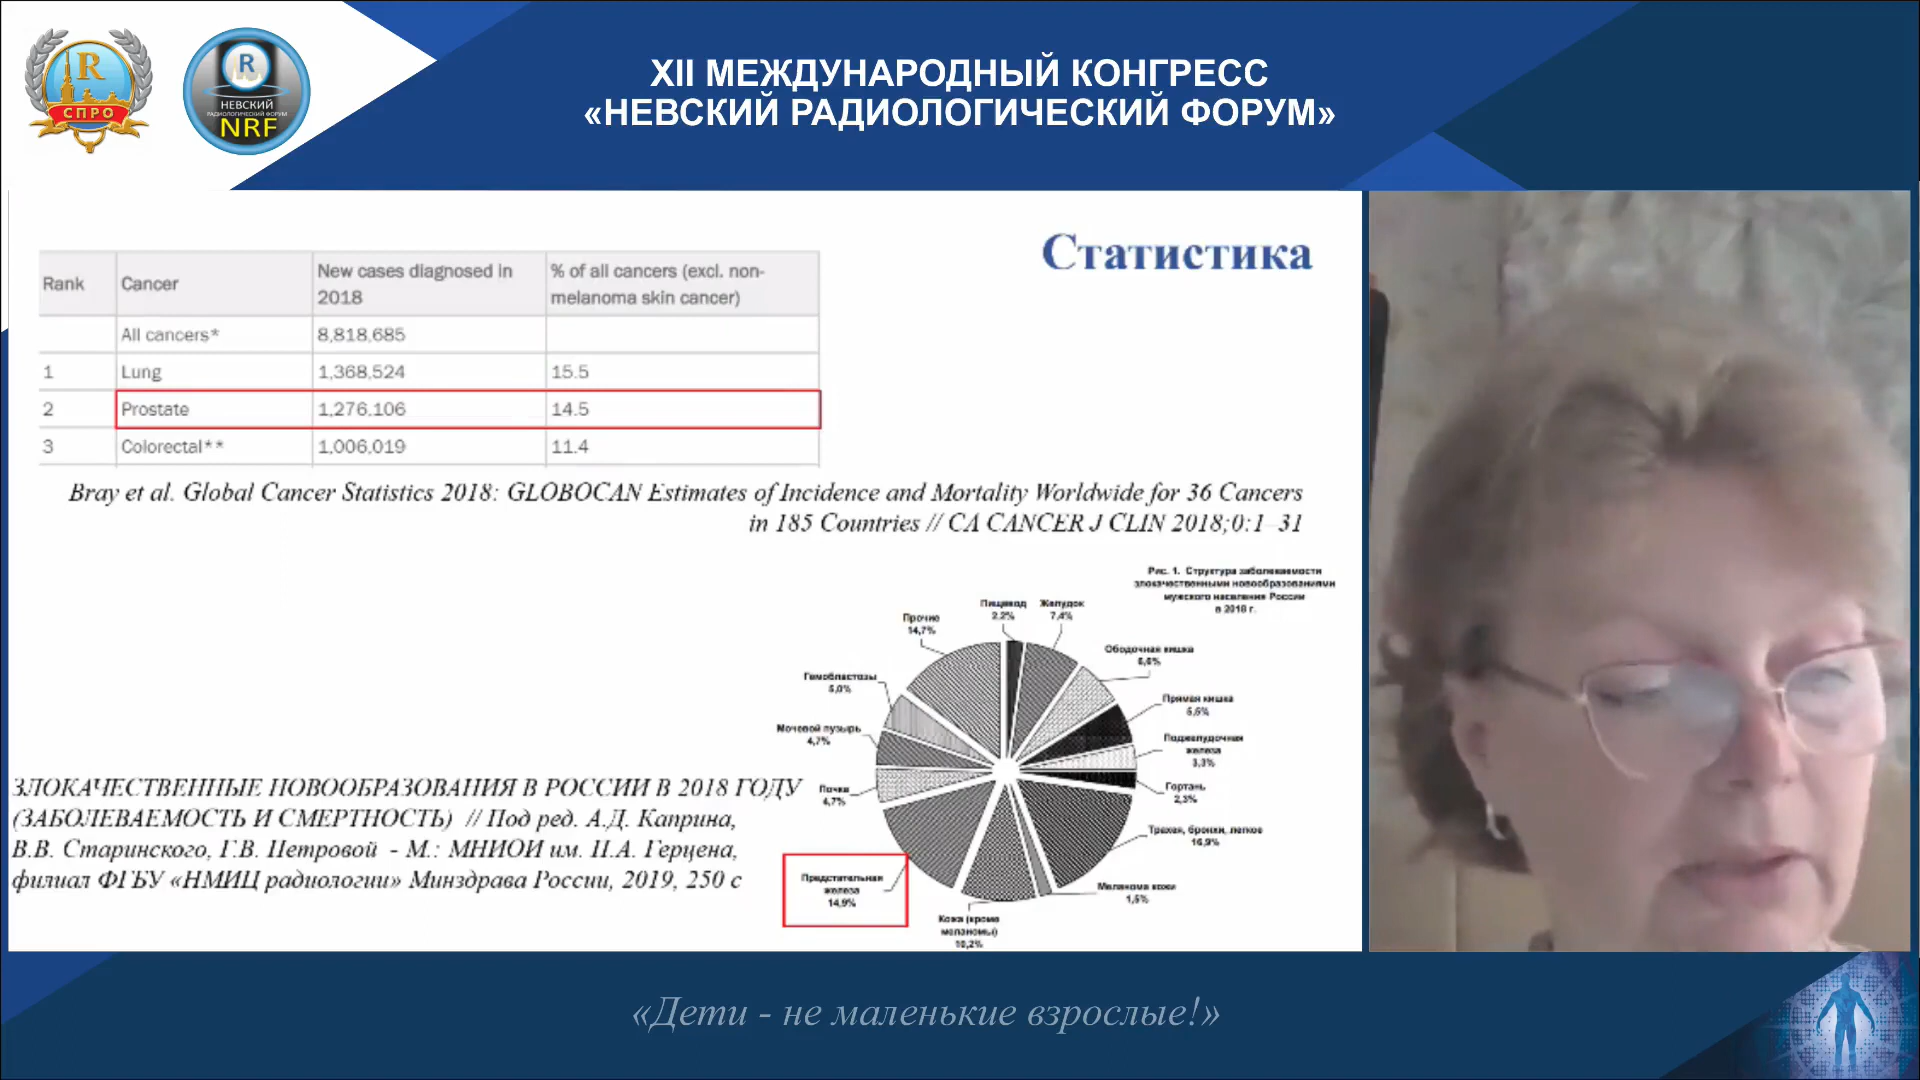 R
СПРО
R
НЕВСКИЙ
РАДИОЛОГИЧЕСКИЙ ФОРУМ
NRF
XII МЕЖДУНАРОДНЫЙ КОНГРЕСС
«НЕВСКИЙ РАДИОЛОГИЧЕСКИЙ ФОРУМ»
Статистика
Rank Cancer New cases diagnosed in 2018 % of all cancers (excl. non-melanoma skin cancer)
All cancers* 8,818,685
1 Lung 1,368,524 15.5
2 Prostate 1,276,106 14.5
3 Colorectal** 1,006,019 11.4
Bray et al. Global Cancer Statistics 2018: GLOBOCAN Estimates of Incidence and Mortality Worldwide for 36 Cancers
in 185 Countries // CA CANCER J CLIN 2018;0:1–31
Рис. 1. Структура заболеваемости
злокачественными новообразованиями
мужского населения России
в 2018 г.
Пищевод
2,2%
Желудок
7,4%
Ободочная кишка
6,6%
Прямая кишка
5,5%
Поджелудочная
железа
3,3%
Гортань
2,3%
Трахея, бронхи, легкое
16,9%
Меланома кожи
1,5%
Кожа (кроме
меланомы)
10,2%
Предстательная
железа
14,9%
Почка
4,7%
Мочевой пузырь
4,7%
Гемобластозы
5,0%
Прочие
14,7%
ЗЛОКАЧЕСТВЕННЫЕ НОВООБРАЗОВАНИЯ В РОССИИ В 2018 ГОДУ
(ЗАБОЛЕВАЕМОСТЬ И СМЕРТНОСТЬ) // Под ред. А.Д. Каприна,
В.В. Старинского, Г.В. Петровой - М.: МНИОИ им. П.А. Герцена,
филиал ФГБУ «НМИЦ радиологии» Минздрава России, 2019, 250 с
«Дети - не маленькие взрослые!»